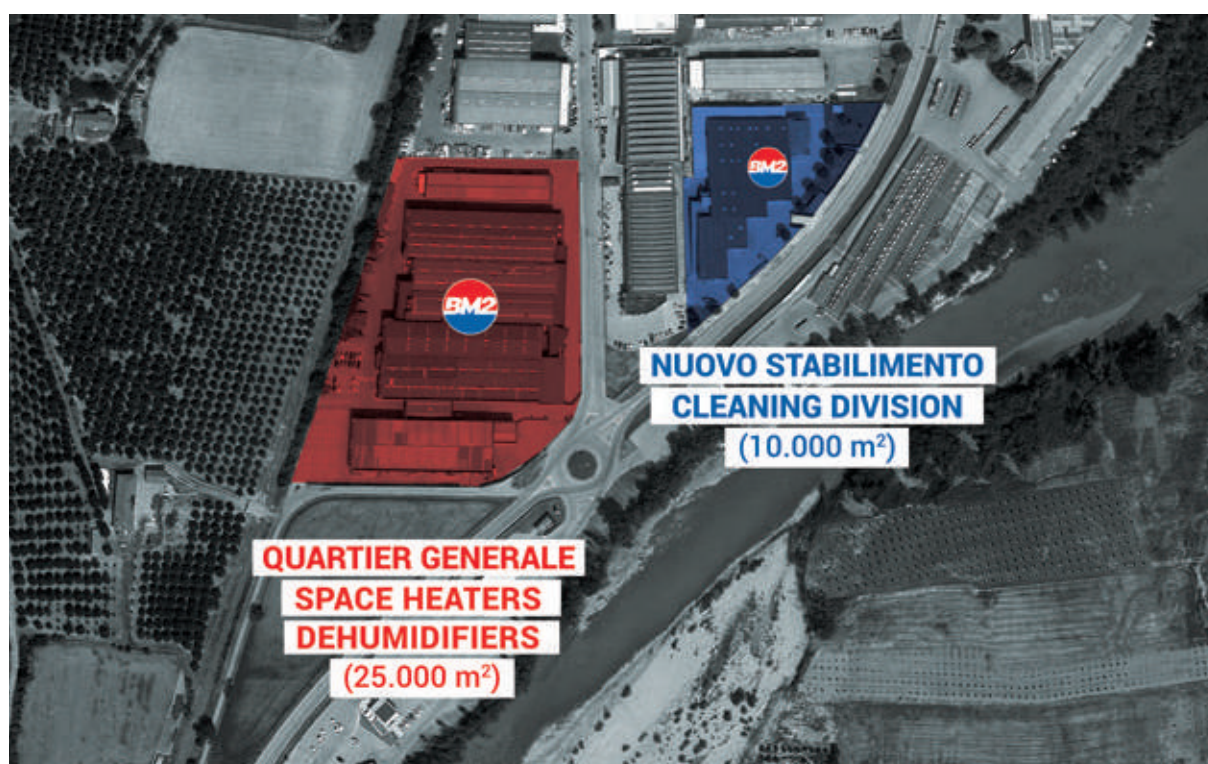 BM2
BM2
NUOVO STABILIMENTO
CLEANING DIVISION
(10.000 m²)
QUARTIER GENERALE
SPACE HEATERS
DEHUMIDIFIERS
(25.000 m²)